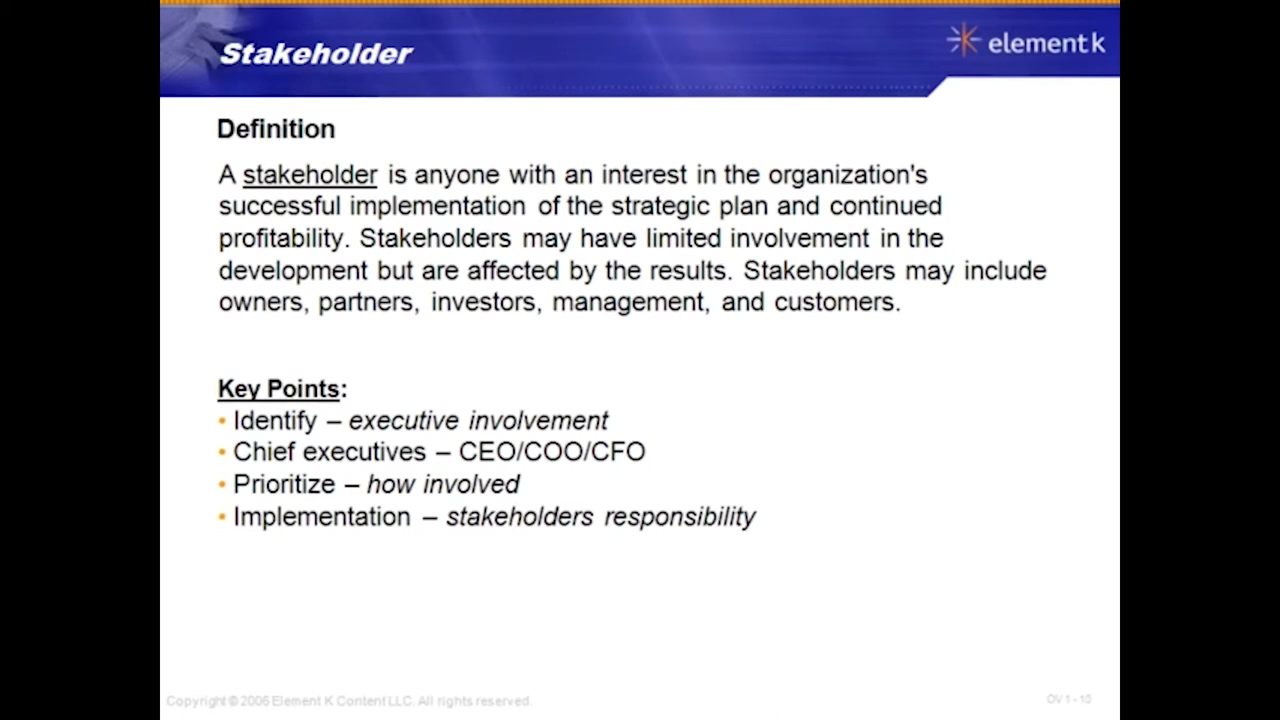 Stakeholder
element k
Definition
A stakeholder is anyone with an interest in the organization's
successful implementation of the strategic plan and continued
profitability. Stakeholders may have limited involvement in the
development but are affected by the results. Stakeholders may include
owners, partners, investors, management, and customers.
Key Points:
• Identify – executive involvement
• Chief executives – CEO/COO/CFO
• Prioritize – how involved
• Implementation – stakeholders responsibility
Copyright © 2006 Element K Content LLC. All rights reserved.
OV 1 - 10